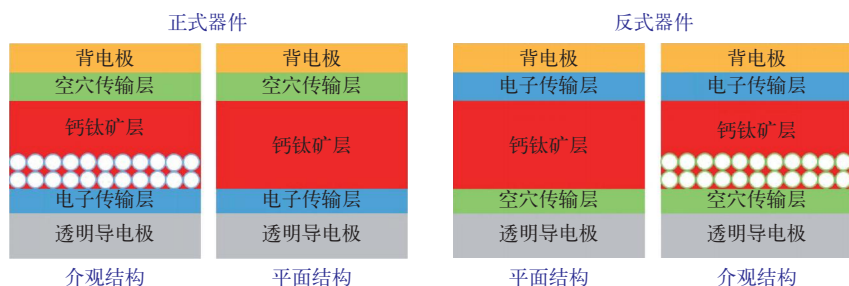 正式器件
反式器件
背电极
空穴传输层
钙钛矿层
电子传输层
透明导电极
介观结构
背电极
空穴传输层
钙钛矿层
电子传输层
透明导电极
平面结构
背电极
电子传输层
钙钛矿层
空穴传输层
透明导电极
平面结构
背电极
电子传输层
钙钛矿层
空穴传输层
透明导电极
介观结构